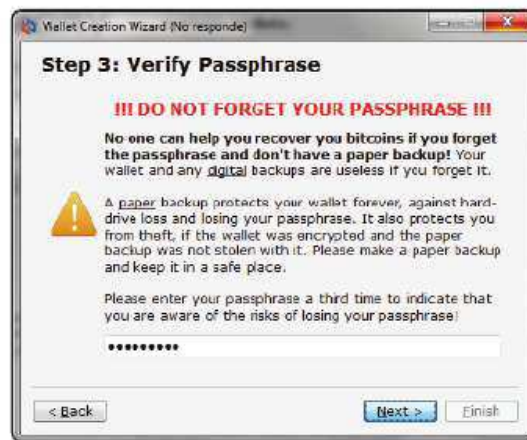 Wallet Creation Wizard (No responde)
Step 3: Verify Passphrase
!!! DO NOT FORGET YOUR PASSPHRASE !!!
No one can help you recover you bitcoins if you forget
the passphrase and don't have a paper backup! Your
wallet and any digital backups are useless if you forget it.
A paper backup protects your wallet forever, against hard-
drive loss and losing your passphrase. It also protects you
from theft, if the wallet was encrypted and the paper
backup was not stolen with it. Please make a paper backup
and keep it in a safe place.
Please enter your passphrase a third time to indicate that
you are aware of the risks of losing your passphrase!
•••••••••
< Back Next > Finish